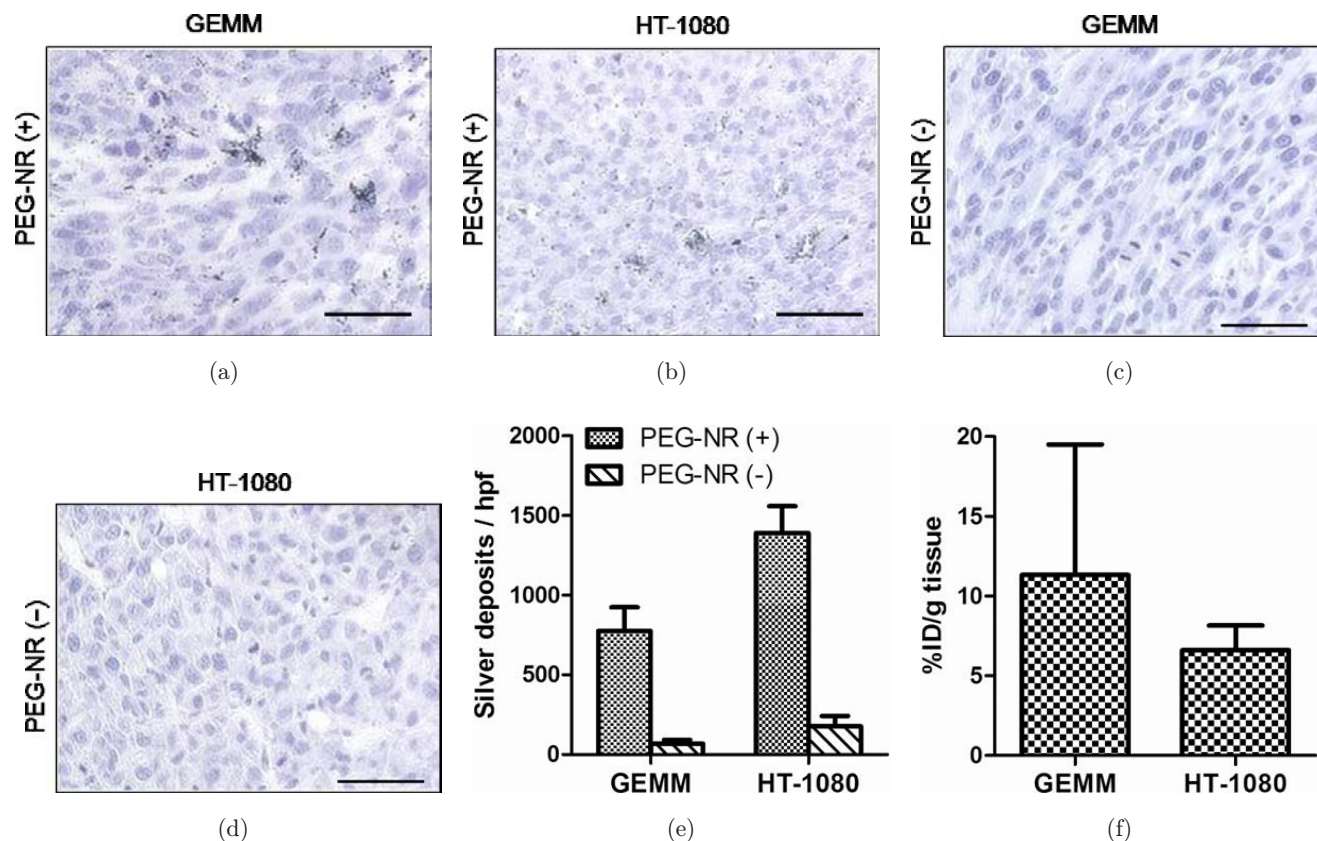 GEMM
PEG-NR (+)
(a)
HT-1080
PEG-NR (+)
(b)
GEMM
PEG-NR (-)
(c)
HT-1080
PEG-NR (-)
(d)
Silver deposits / hpf
2000
1500
1000
500
0
PEG-NR (+)
PEG-NR (-)
GEMM HT-1080
(e)
%ID/g tissue
20
15
10
5
0
GEMM HT-1080
(f)